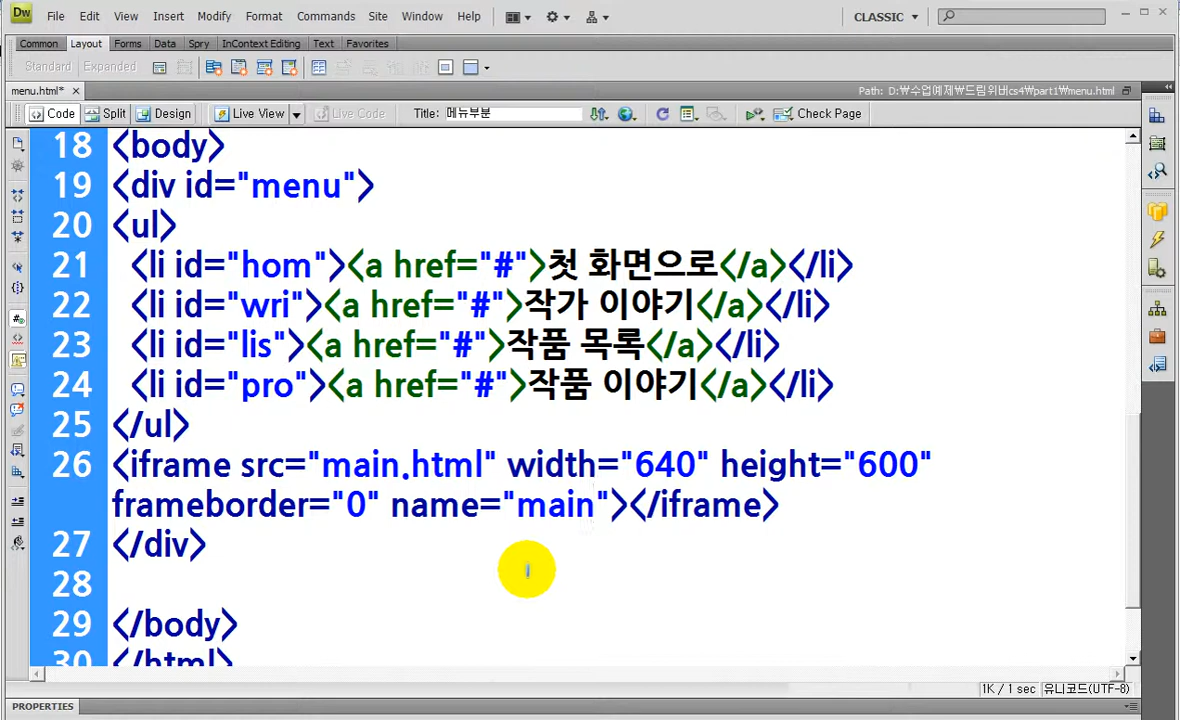 Dw File Edit View Insert Modify Format Commands Site Window Help CLASSIC
Common Layout Forms Data Spry InContext Editing Text Favorites
Standard Expanded
menu.html* Path: D:₩수업예제₩드림위버cs4₩part1₩menu.html
Code Split Design Live View Live Code Title: 메뉴부분 Check Page
18 <body>
19 <div id="menu">
20 <ul>
21 <li id="hom"><a href="#">첫 화면으로</a></li>
22 <li id="wri"><a href="#">작가 이야기</a></li>
23 <li id="lis"><a href="#">작품 목록</a></li>
24 <li id="pro"><a href="#">작품 이야기</a></li>
25 </ul>
26 <iframe src="main.html" width="640" height="600"
frameborder="0" name="main"></iframe>
27 </div>
28
29 </body>
30 </html>
1K / 1 sec 유니코드(UTF-8)
PROPERTIES